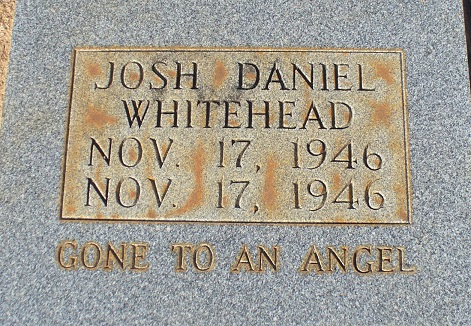 JOSH DANIEL
WHITEHEAD
NOV. 17, 1946
NOV. 17, 1946
GONE TO AN ANGEL